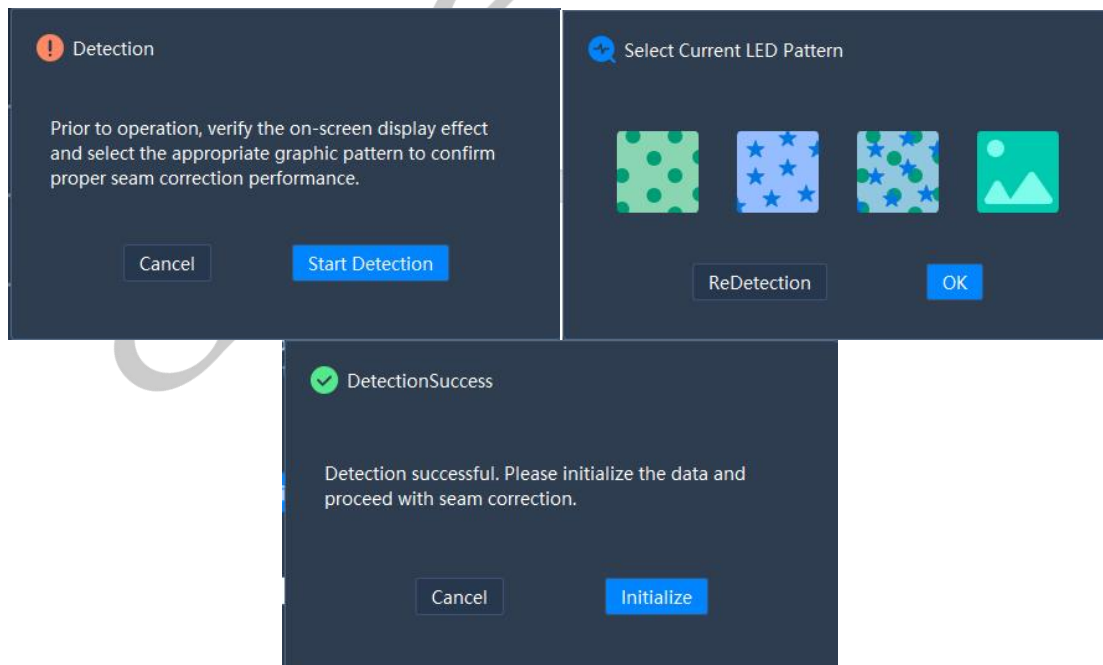 Detection
Prior to operation, verify the on-screen display effect
and select the appropriate graphic pattern to confirm
proper seam correction performance.
Cancel
Start Detection
Select Current LED Pattern
ReDetection
OK
DetectionSuccess
Detection successful. Please initialize the data and
proceed with seam correction.
Cancel
Initialize